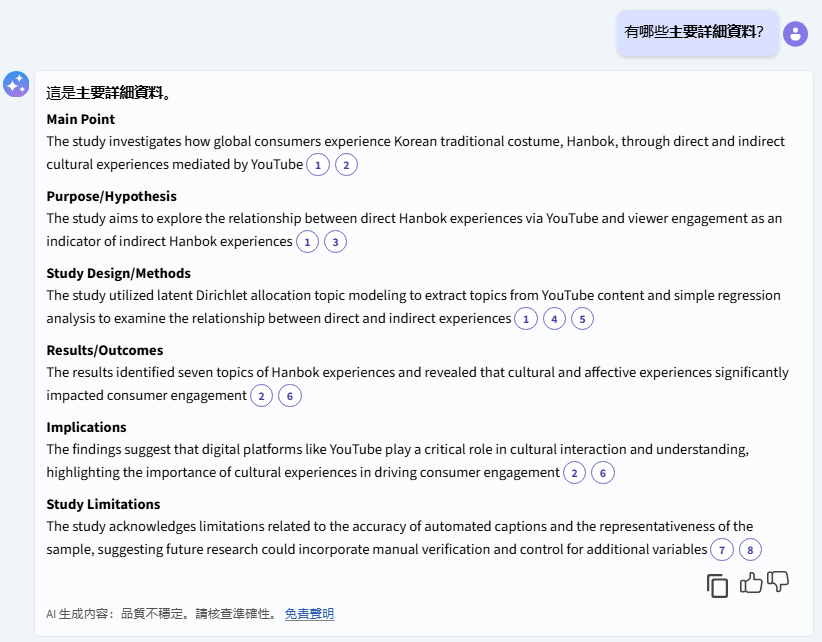 有哪些主要詳細資料?
這是主要詳細資料。
Main Point
The study investigates how global consumers experience Korean traditional costume, Hanbok, through direct and indirect
cultural experiences mediated by YouTube 1 2
Purpose/Hypothesis
The study aims to explore the relationship between direct Hanbok experiences via YouTube and viewer engagement as an
indicator of indirect Hanbok experiences 1 3
Study Design/Methods
The study utilized latent Dirichlet allocation topic modeling to extract topics from YouTube content and simple regression
analysis to examine the relationship between direct and indirect experiences 1 4 5
Results/Outcomes
The results identified seven topics of Hanbok experiences and revealed that cultural and affective experiences significantly
impacted consumer engagement 2 6
Implications
The findings suggest that digital platforms like YouTube play a critical role in cultural interaction and understanding,
highlighting the importance of cultural experiences in driving consumer engagement 2 6
Study Limitations
The study acknowledges limitations related to the accuracy of automated captions and the representativeness of the
sample, suggesting future research could incorporate manual verification and control for additional variables 7 8
AI 生成內容：品質不穩定。請核查準確性。 免責聲明